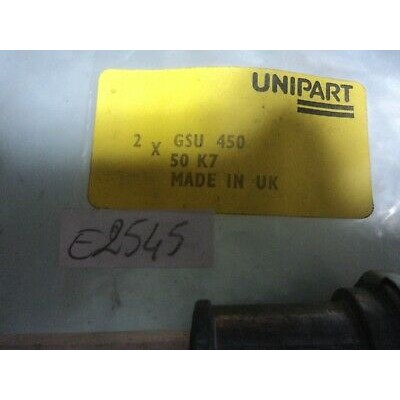 UNIPART
2 X GSU 450
50 K7
MADE IN UK
E2545